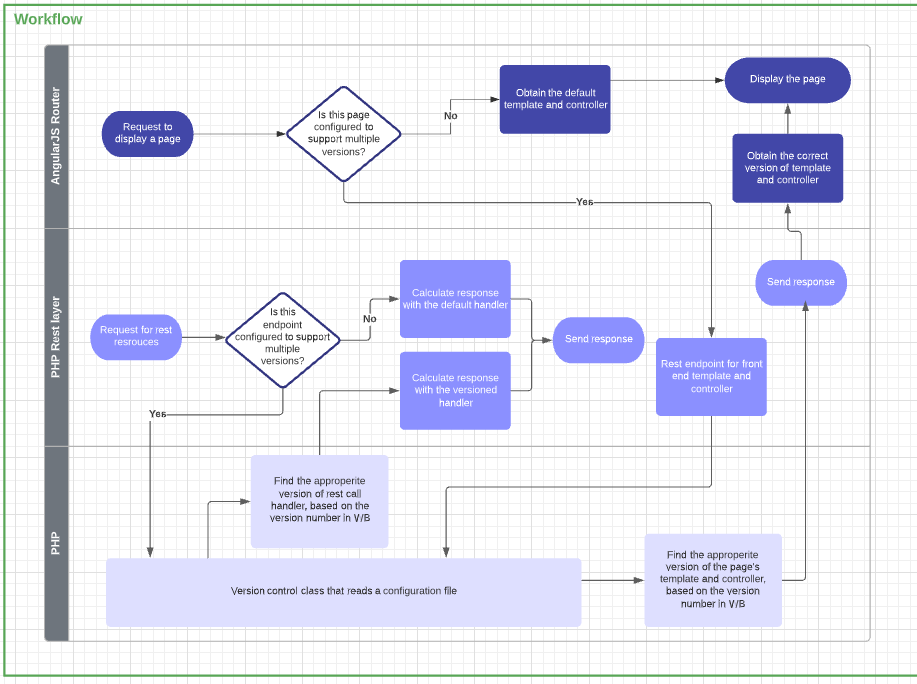 Workflow
AngularJS Router
Request to
display a page
Is this page
configured to
support multiple
versions?
No
Obtain the default
template and controller
Display the page
Obtain the correct
version of template
and controller
Yes
PHP Rest layer
Request for rest
resrouces
Is this
endpoint
configured to support
multiple
versions?
No
Calculate response
with the default handler
Calculate response
with the versioned
handler
Send response
Send response
Rest endpoint for front
end template and
controller
Yes
PHP
Find the approperite
version of rest call
handler, based on the
version number in V/B
Version control class that reads a configuration file
Find the approperite
version of the page's
template and controller,
based on the version
number in V/B